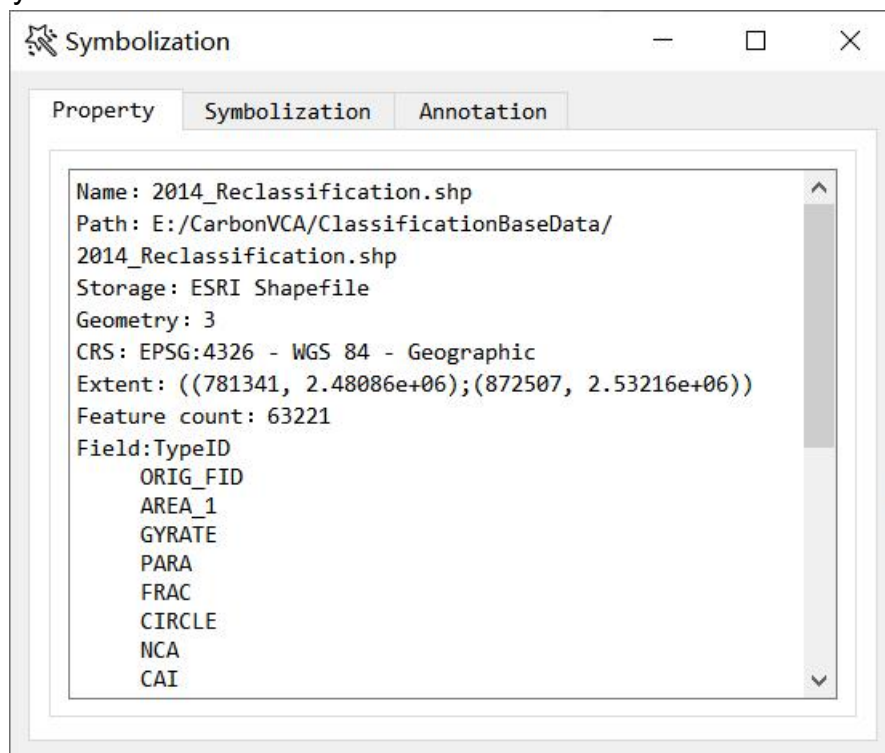 Symbolization
Property Symbolization Annotation
Name: 2014_Reclassification.shp
Path: E:/CarbonVCA/ClassificationBaseData/
2014_Reclassification.shp
Storage: ESRI Shapefile
Geometry: 3
CRS: EPSG:4326 - WGS 84 - Geographic
Extent: ((781341, 2.48086e+06);(872507, 2.53216e+06))
Feature count: 63221
Field:TypeID
ORIG_FID
AREA_1
GYRATE
PARA
FRAC
CIRCLE
NCA
CAI